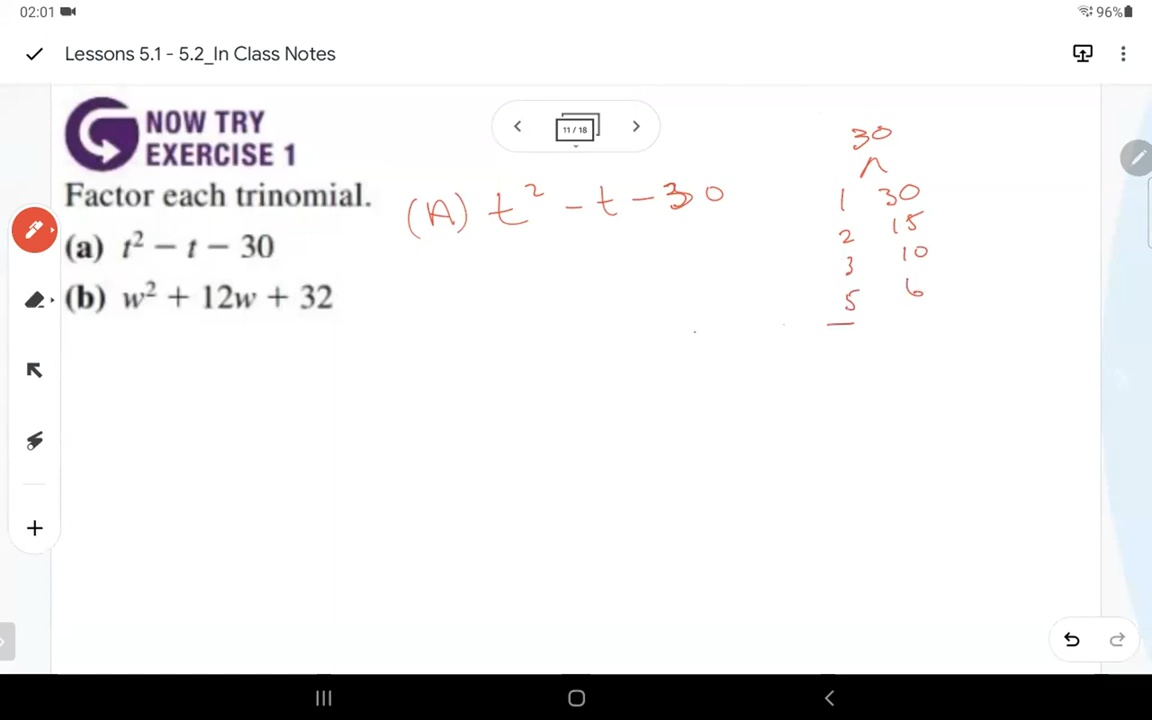 02:01
96%
Lessons 5.1 - 5.2_In Class Notes
NOW TRY
EXERCISE 1
11 / 18
Factor each trinomial.
(a) t² − t − 30
(b) w² + 12w + 32
(A) t² − t − 30
30
1 30
2 15
3 10
5 6